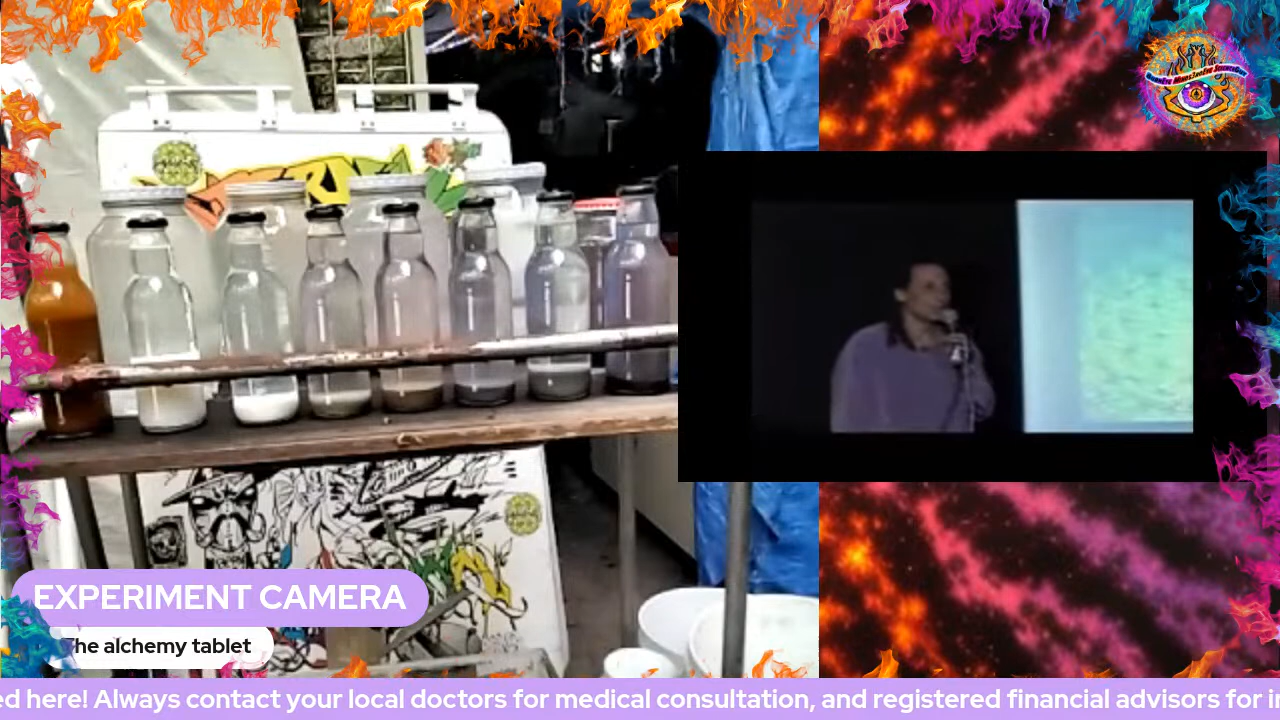 EXPERIMENT CAMERA
The alchemy tablet
ed here! Always contact your local doctors for medical consultation, and registered financial advisors for i